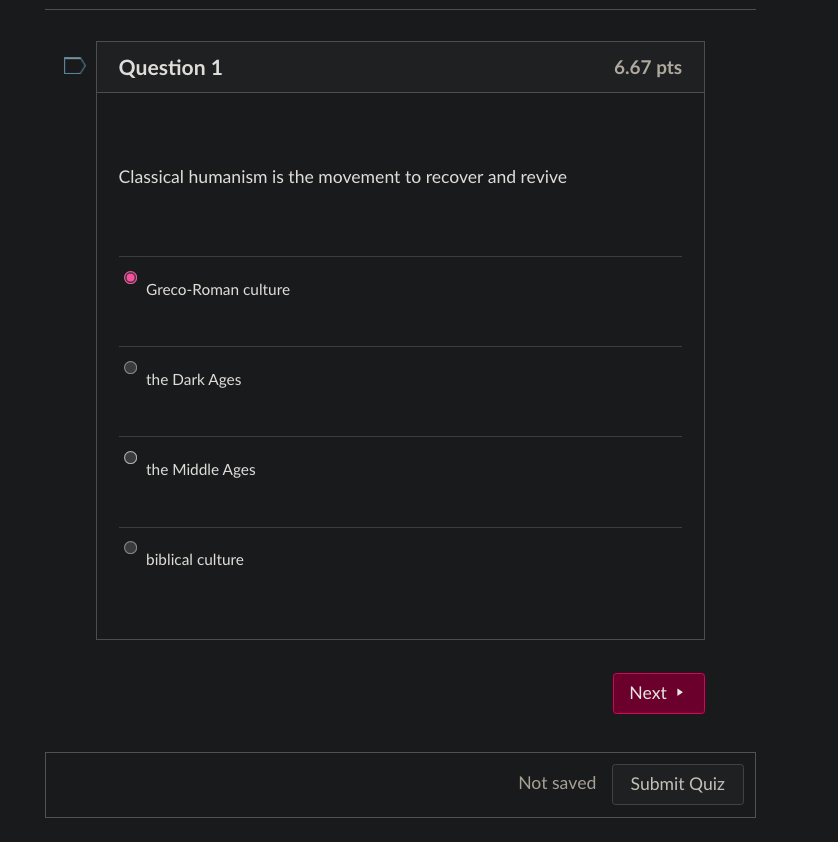 Question 1
6.67 pts
Classical humanism is the movement to recover and revive
Greco-Roman culture
the Dark Ages
the Middle Ages
biblical culture
Next
Not saved
Submit Quiz